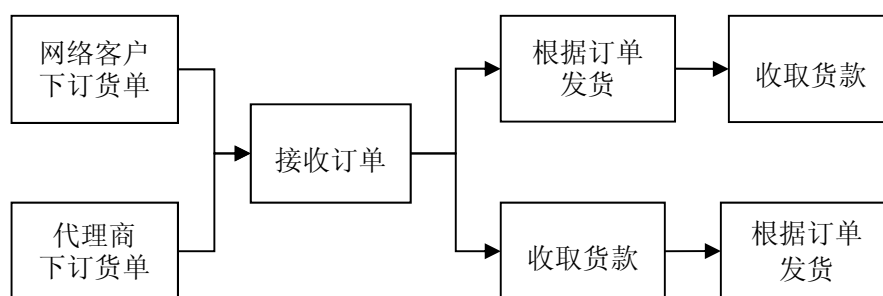 网络客户
下订货单
代理商
下订货单
接收订单
根据订单
发货
收取货款
收取货款
根据订单
发货